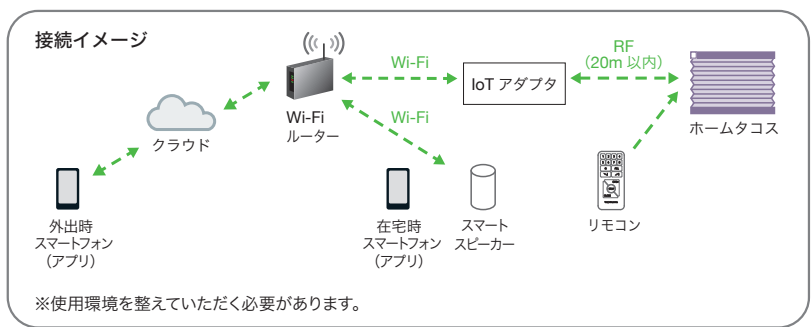 接続イメージ
Wi-Fi
RF
(20m 以内)
IoT アダプタ
Wi-Fi
Wi-Fi
ルーター
クラウド
ホームタコス
外出時
スマートフォン
(アプリ)
在宅時
スマートフォン
(アプリ)
スマート
スピーカー
リモコン
※使用環境を整えていただく必要があります。